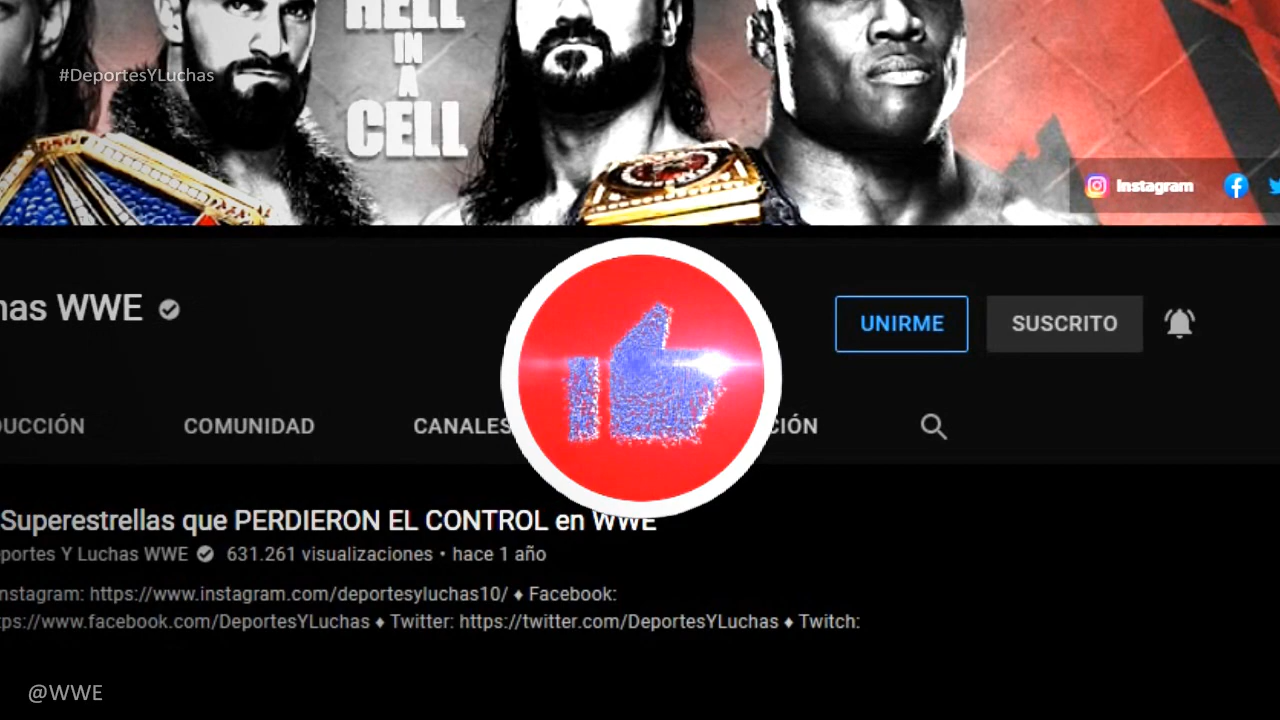 HELL
IN
A
CELL
#DeportesYLuchas
Instagram
has WWE
UNIRME
SUSCRITO
DUCCIÓN
COMUNIDAD
CANALES
CIÓN
Superestrellas que PERDIERON EL CONTROL en WWE
portes Y Luchas WWE 631.261 visualizaciones • hace 1 año
nstagram: https://www.instagram.com/deportesyluchas10/ ♦ Facebook:
tps://www.facebook.com/DeportesYLuchas ♦ Twitter: https://twitter.com/DeportesYLuchas ♦ Twitch:
@WWE